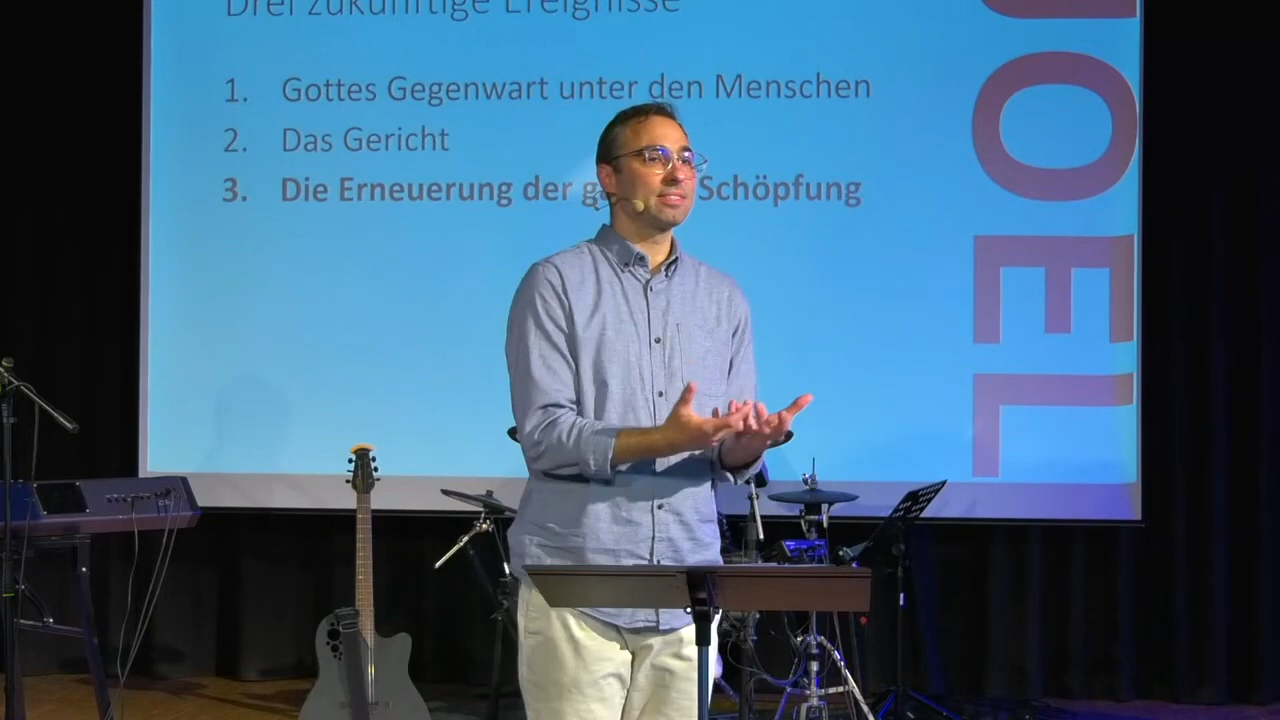 Drei zukünftige Ereignisse
1. Gottes Gegenwart unter den Menschen
2. Das Gericht
3. Die Erneuerung der Schöpfung
JOEL